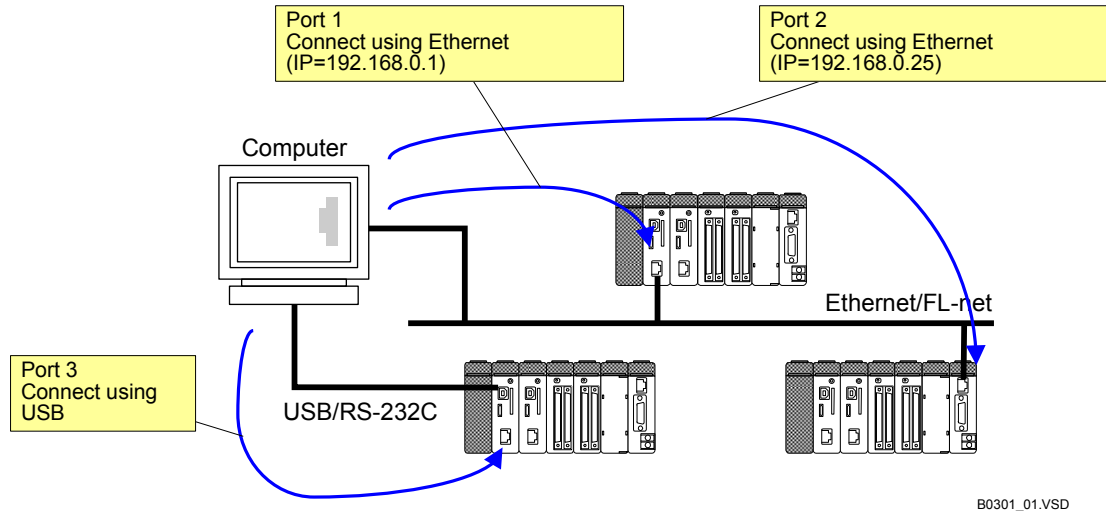 Port 1
Connect using Ethernet
(IP=192.168.0.1)
Port 2
Connect using Ethernet
(IP=192.168.0.25)
Computer
Ethernet/FL-net
Port 3
Connect using
USB
USB/RS-232C
B0301_01.VSD